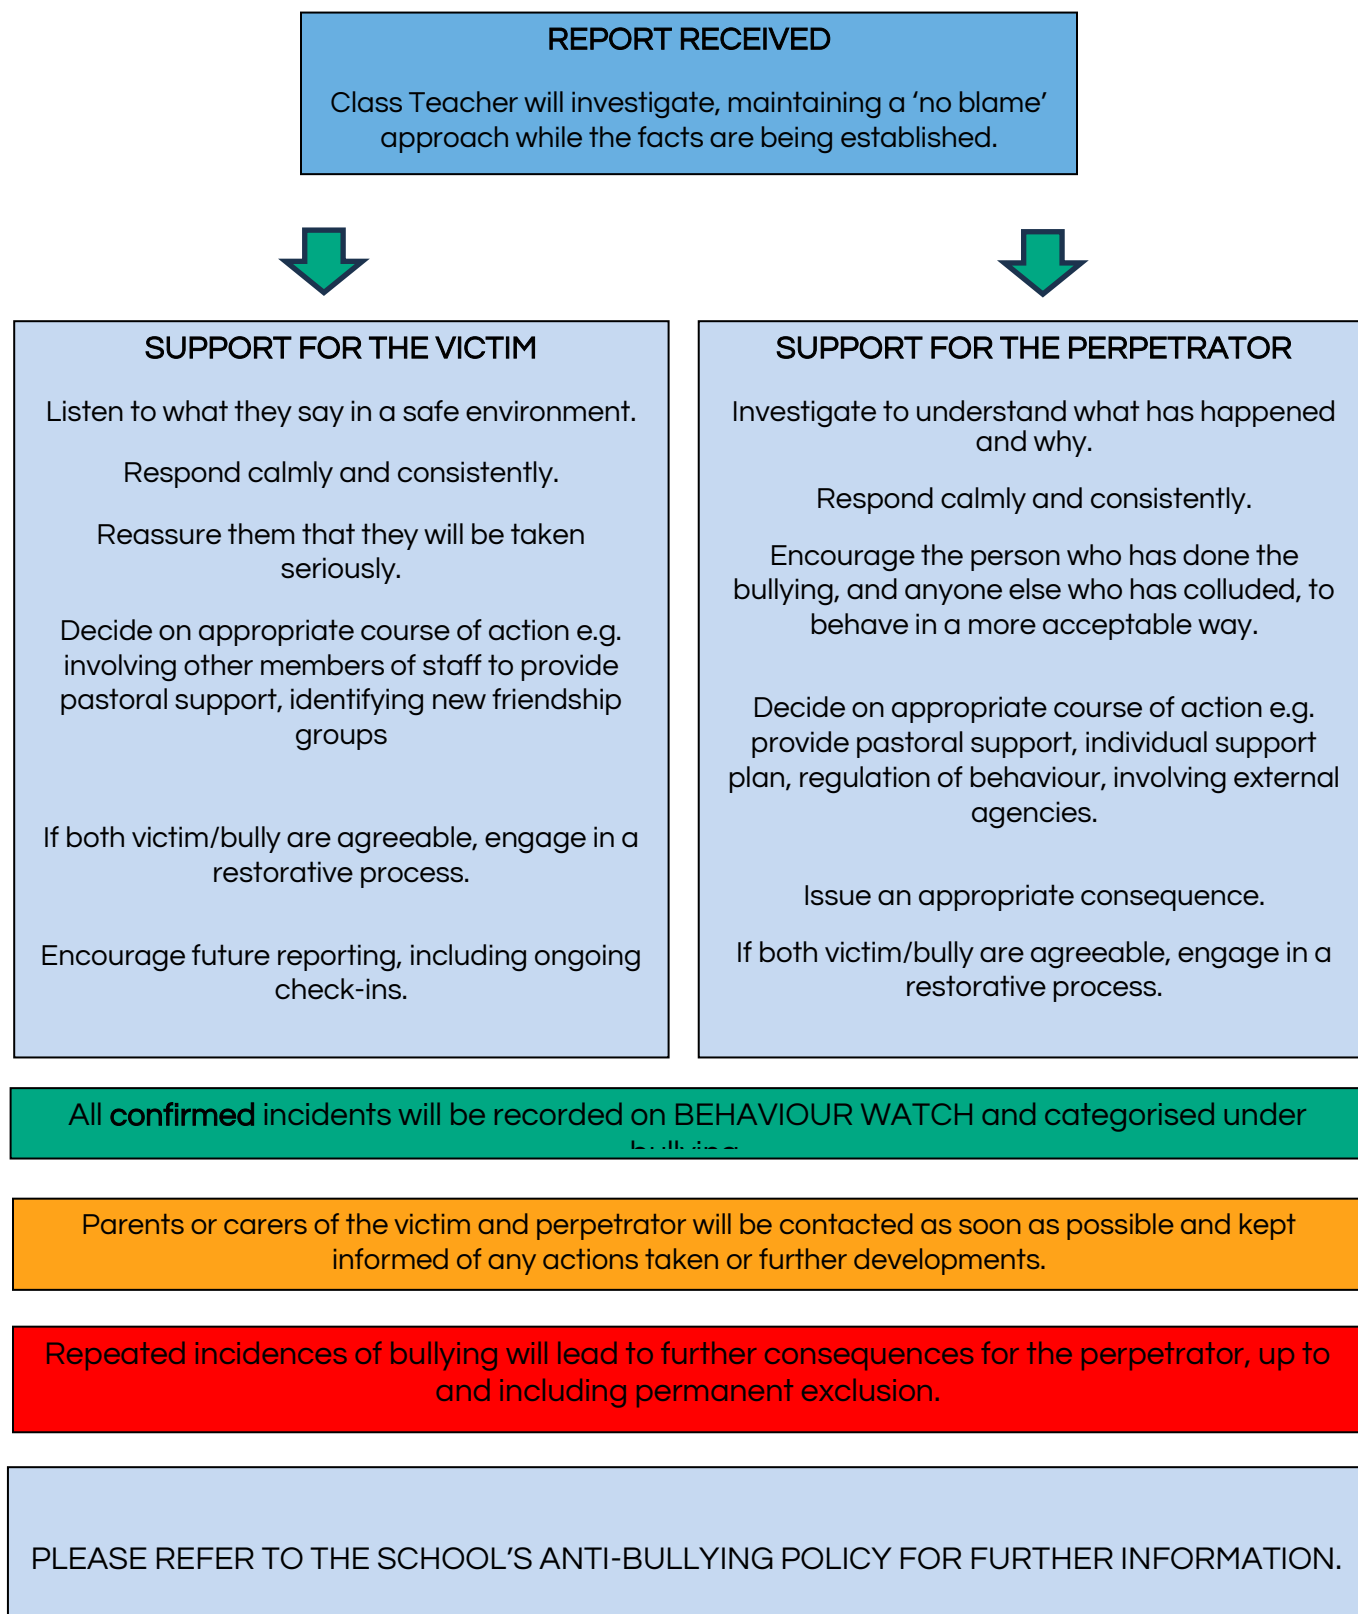 REPORT RECEIVED
Class Teacher will investigate, maintaining a ‘no blame’
approach while the facts are being established.
SUPPORT FOR THE VICTIM
Listen to what they say in a safe environment.
Respond calmly and consistently.
Reassure them that they will be taken
seriously.
Decide on appropriate course of action e.g.
involving other members of staff to provide
pastoral support, identifying new friendship
groups
If both victim/bully are agreeable, engage in a
restorative process.
Encourage future reporting, including ongoing
check-ins.
SUPPORT FOR THE PERPETRATOR
Investigate to understand what has happened
and why.
Respond calmly and consistently.
Encourage the person who has done the
bullying, and anyone else who has colluded, to
behave in a more acceptable way.
Decide on appropriate course of action e.g.
provide pastoral support, individual support
plan, regulation of behaviour, involving external
agencies.
Issue an appropriate consequence.
If both victim/bully are agreeable, engage in a
restorative process.
All confirmed incidents will be recorded on BEHAVIOUR WATCH and categorised under
bullying
Parents or carers of the victim and perpetrator will be contacted as soon as possible and kept
informed of any actions taken or further developments.
Repeated incidences of bullying will lead to further consequences for the perpetrator, up to
and including permanent exclusion.
PLEASE REFER TO THE SCHOOL’S ANTI-BULLYING POLICY FOR FURTHER INFORMATION.